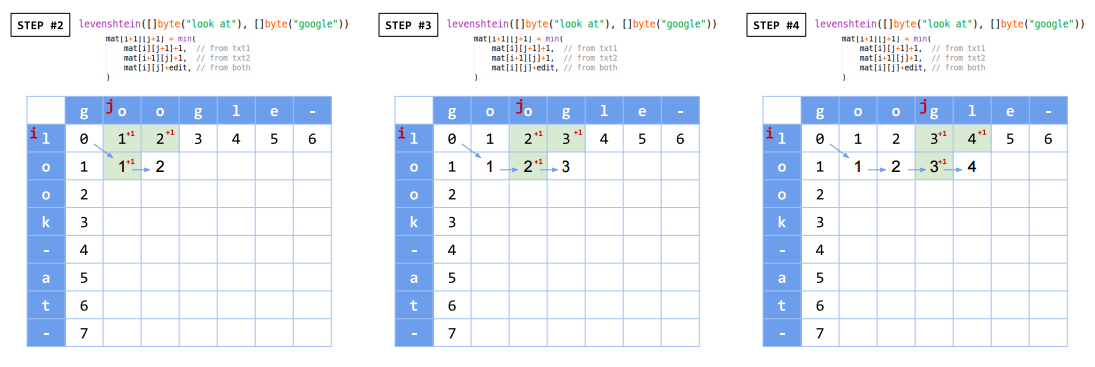 STEP #2
levenshtein([]byte("look at"), []byte("google"))
mat[i+1][j+1] = min(
mat[i][j+1]+1, // from txt1
mat[i+1][j]+1, // from txt2
mat[i][j]+edit, // from both
)
g j o o g l e -
i l 0 1 +1 2 +1 3 4 5 6
o 1 1 +1 2
o 2
k 3
- 4
a 5
t 6
- 7
STEP #3
levenshtein([]byte("look at"), []byte("google"))
mat[i+1][j+1] = min(
mat[i][j+1]+1, // from txt1
mat[i+1][j]+1, // from txt2
mat[i][j]+edit, // from both
)
g o j o g l e -
i l 0 1 2 +1 3 +1 4 5 6
o 1 1 2 +1 3
o 2
k 3
- 4
a 5
t 6
- 7
STEP #4
levenshtein([]byte("look at"), []byte("google"))
mat[i+1][j+1] = min(
mat[i][j+1]+1, // from txt1
mat[i+1][j]+1, // from txt2
mat[i][j]+edit, // from both
)
g o o j g l e -
i l 0 1 2 3 +1 4 +1 5 6
o 1 1 2 3 +1 4
o 2
k 3
- 4
a 5
t 6
- 7